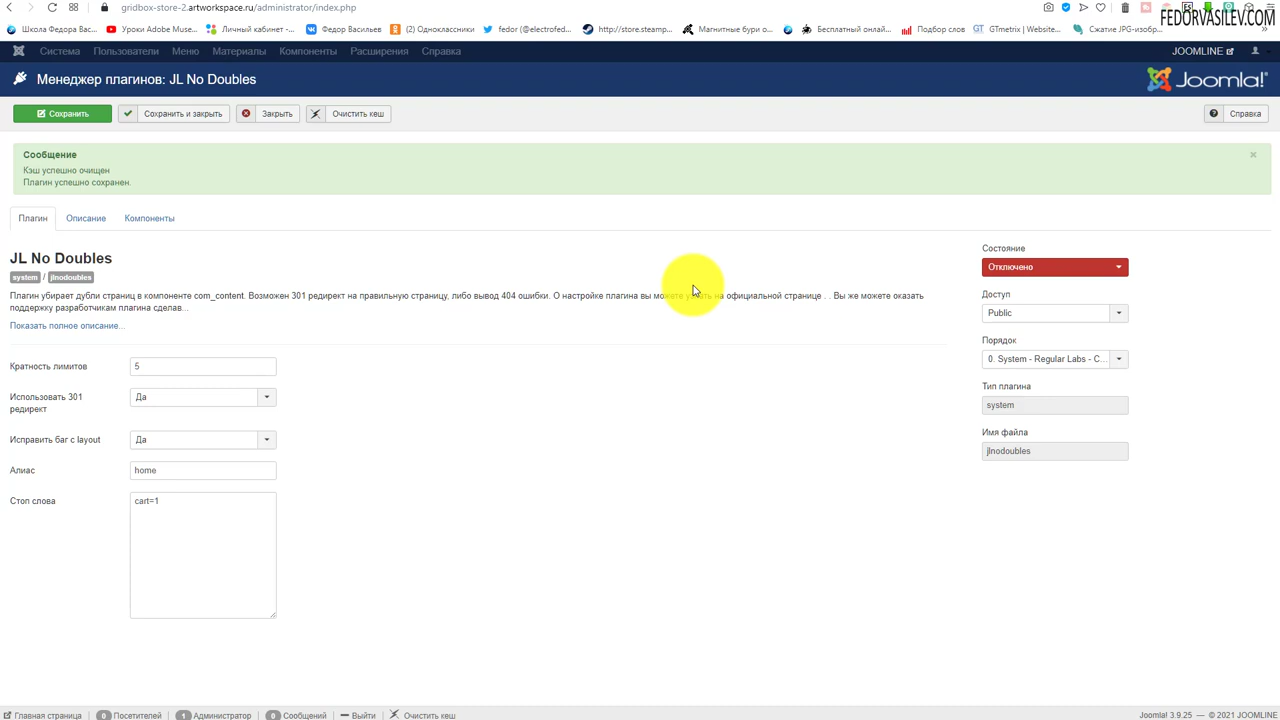 gridbox-store-2.artworkspace.ru/administrator/index.php
FEDORVASILEV.COM
Школа Федора Вас...
Уроки Adobe Muse...
Личный кабинет -...
Федор Васильев
(2) Одноклассники
fedor (@electrofed...
http://store.steamp...
Магнитные бури о...
Бесплатный онлай...
Подбор слов
GTmetrix | Website...
Сжатие JPG-изобр...
Система
Пользователи
Меню
Материалы
Компоненты
Расширения
Справка
JOOMLINE
Менеджер плагинов: JL No Doubles
Joomla!
Сохранить
Сохранить и закрыть
Закрыть
Очистить кеш
Справка
Сообщение
Кэш успешно очищен
Плагин успешно сохранен.
Плагин
Описание
Компоненты
JL No Doubles
system / jlnodoubles
Плагин убирает дубли страниц в компоненте com_content. Возможен 301 редирект на правильную страницу, либо вывод 404 ошибки. О настройке плагина вы можете узнать на официальной странице . . Вы же можете оказать
поддержку разработчикам плагина сделав...
Показать полное описание...
Кратность лимитов
5
Использовать 301
редирект
Да
Исправить баг с layout
Да
Алиас
home
Стоп слова
cart=1
Состояние
Отключено
Доступ
Public
Порядок
0. System - Regular Labs - C...
Тип плагина
system
Имя файла
jlnodoubles
Главная страница
0 Посетителей
1 Администратор
0 Сообщений
Выйти
Очистить кеш
Joomla! 3.9.25 — © 2021 JOOMLINE